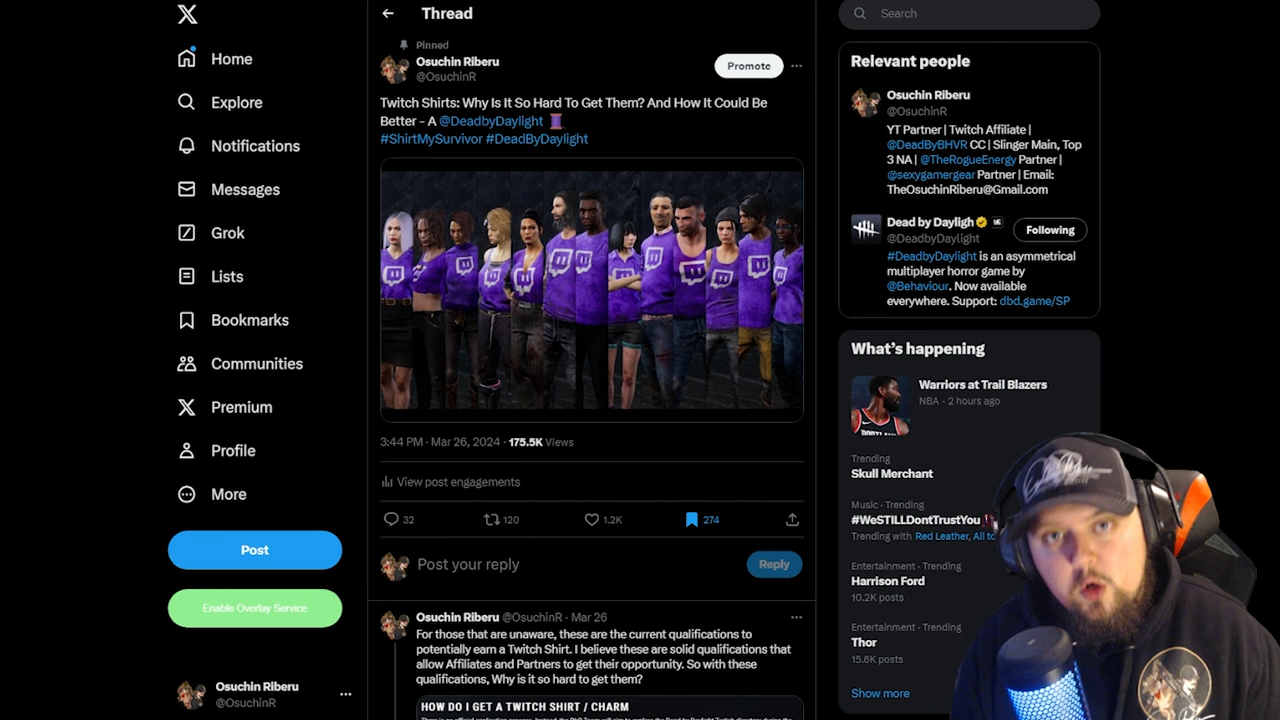 Home
Explore
Notifications
Messages
Grok
Lists
Bookmarks
Communities
Premium
Profile
More
Post
Enable Overlay Service
Osuchin Riberu
@OsuchinR
Thread
Pinned
Osuchin Riberu
@OsuchinR
Promote
Twitch Shirts: Why Is It So Hard To Get Them? And How It Could Be
Better - A @DeadbyDaylight 🧵
#ShirtMySurvivor #DeadByDaylight
3:44 PM · Mar 26, 2024 · 175.5K Views
View post engagements
32
120
1.2K
274
Post your reply
Reply
Osuchin Riberu @OsuchinR · Mar 26
For those that are unaware, these are the current qualifications to
potentially earn a Twitch Shirt. I believe these are solid qualifications that
allow Affiliates and Partners to get their opportunity. So with these
qualifications, Why is it so hard to get them?
HOW DO I GET A TWITCH SHIRT / CHARM
Search
Relevant people
Osuchin Riberu
@OsuchinR
YT Partner | Twitch Affiliate |
@DeadByBHVR CC | Slinger Main, Top
3 NA | @TheRogueEnergy Partner |
@sexygamergear Partner | Email:
TheOsuchinRiberu@Gmail.com
Dead by Dayligh
@DeadbyDaylight
Following
#DeadbyDaylight is an asymmetrical
multiplayer horror game by
@Behaviour. Now available
everywhere. Support: dbd.game/SP
What's happening
Warriors at Trail Blazers
NBA · 2 hours ago
Trending
Skull Merchant
Music · Trending
#WeSTILLDontTrustYou
Trending with Red Leather, All to
Entertainment · Trending
Harrison Ford
10.2K posts
Entertainment · Trending
Thor
15.6K posts
Show more